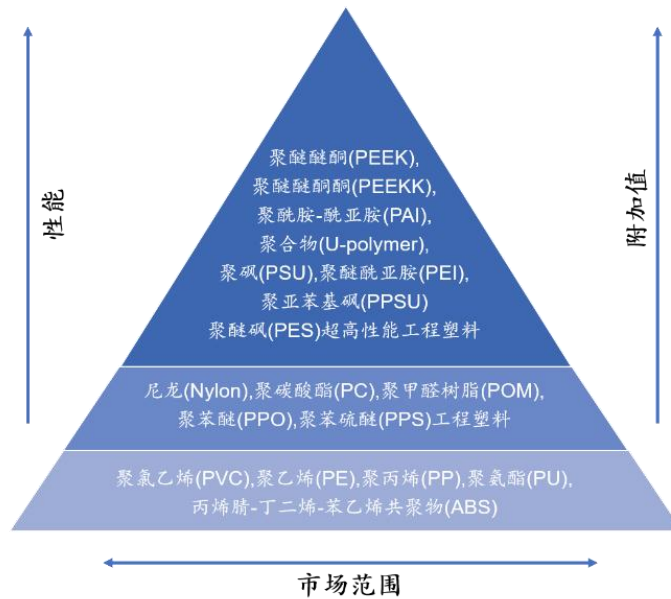 性能
附加值
聚醚醚酮(PEEK),
聚醚醚酮酮(PEEKK),
聚酰胺-酰亚胺(PAI),
聚合物(U-polymer),
聚砜(PSU),聚醚酰亚胺(PEI),
聚亚苯基砜(PPSU)
聚醚砜(PES)超高性能工程塑料
尼龙(Nylon),聚碳酸酯(PC),聚甲醛树脂(POM),
聚苯醚(PPO),聚苯硫醚(PPS)工程塑料
聚氯乙烯(PVC),聚乙烯(PE),聚丙烯(PP),聚氨酯(PU),
丙烯腈-丁二烯-苯乙烯共聚物(ABS)
市场范围